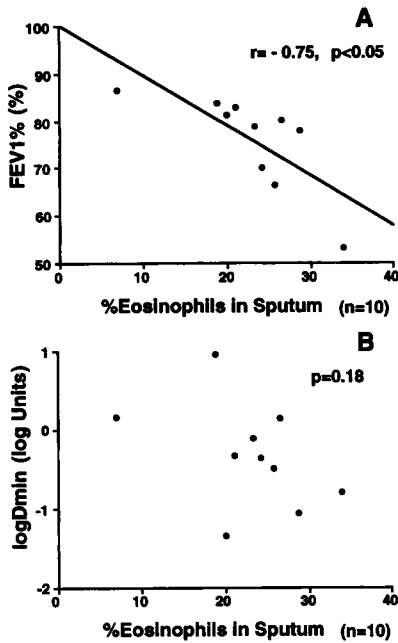 A
r= - 0.75, p<0.05
100
90
80
70
60
50
FEV1% (%)
0 10 20 30 40
%Eosinophils in Sputum (n=10)
B
p=0.18
1
0
-1
-2
logDmin (log Units)
0 10 20 30 40
%Eosinophils in Sputum (n=10)